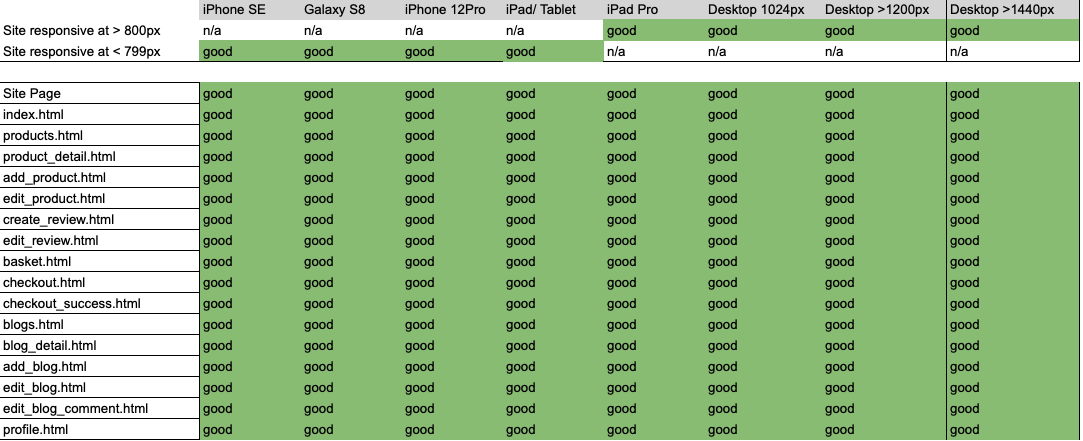 iPhone SE Galaxy S8 iPhone 12Pro iPad/ Tablet iPad Pro Desktop 1024px Desktop >1200px Desktop >1440px
Site responsive at > 800px n/a n/a n/a n/a good good good good
Site responsive at < 799px good good good good n/a n/a n/a n/a
Site Page good good good good good good good good
index.html good good good good good good good good
products.html good good good good good good good good
product_detail.html good good good good good good good good
add_product.html good good good good good good good good
edit_product.html good good good good good good good good
create_review.html good good good good good good good good
edit_review.html good good good good good good good good
basket.html good good good good good good good good
checkout.html good good good good good good good good
checkout_success.html good good good good good good good good
blogs.html good good good good good good good good
blog_detail.html good good good good good good good good
add_blog.html good good good good good good good good
edit_blog.html good good good good good good good good
edit_blog_comment.html good good good good good good good good
profile.html good good good good good good good good